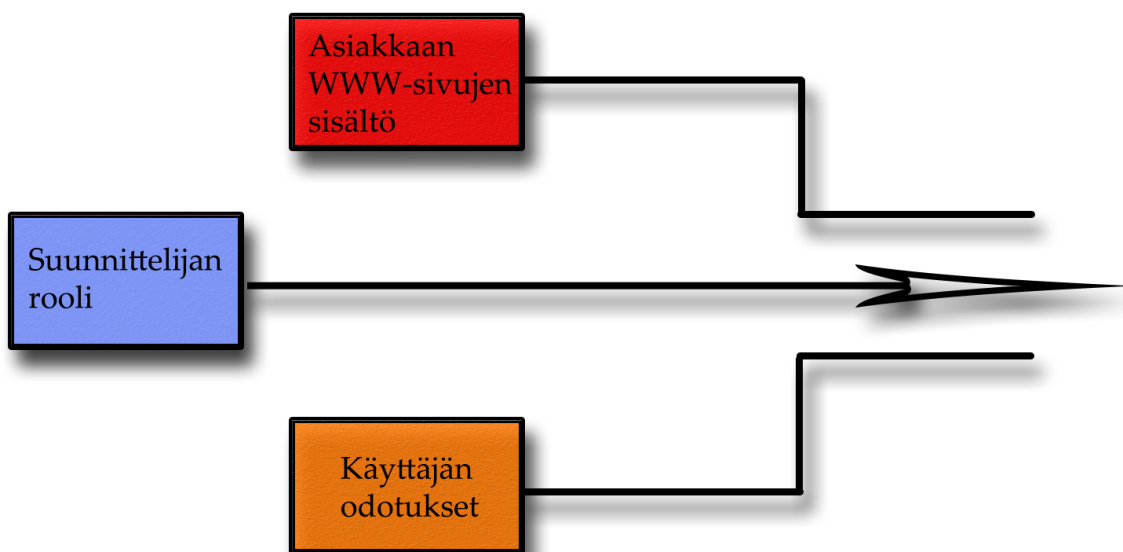 Asiakkaan
WWW-sivujen
sisältö
Suunnittelijan
rooli
Käyttäjän
odotukset